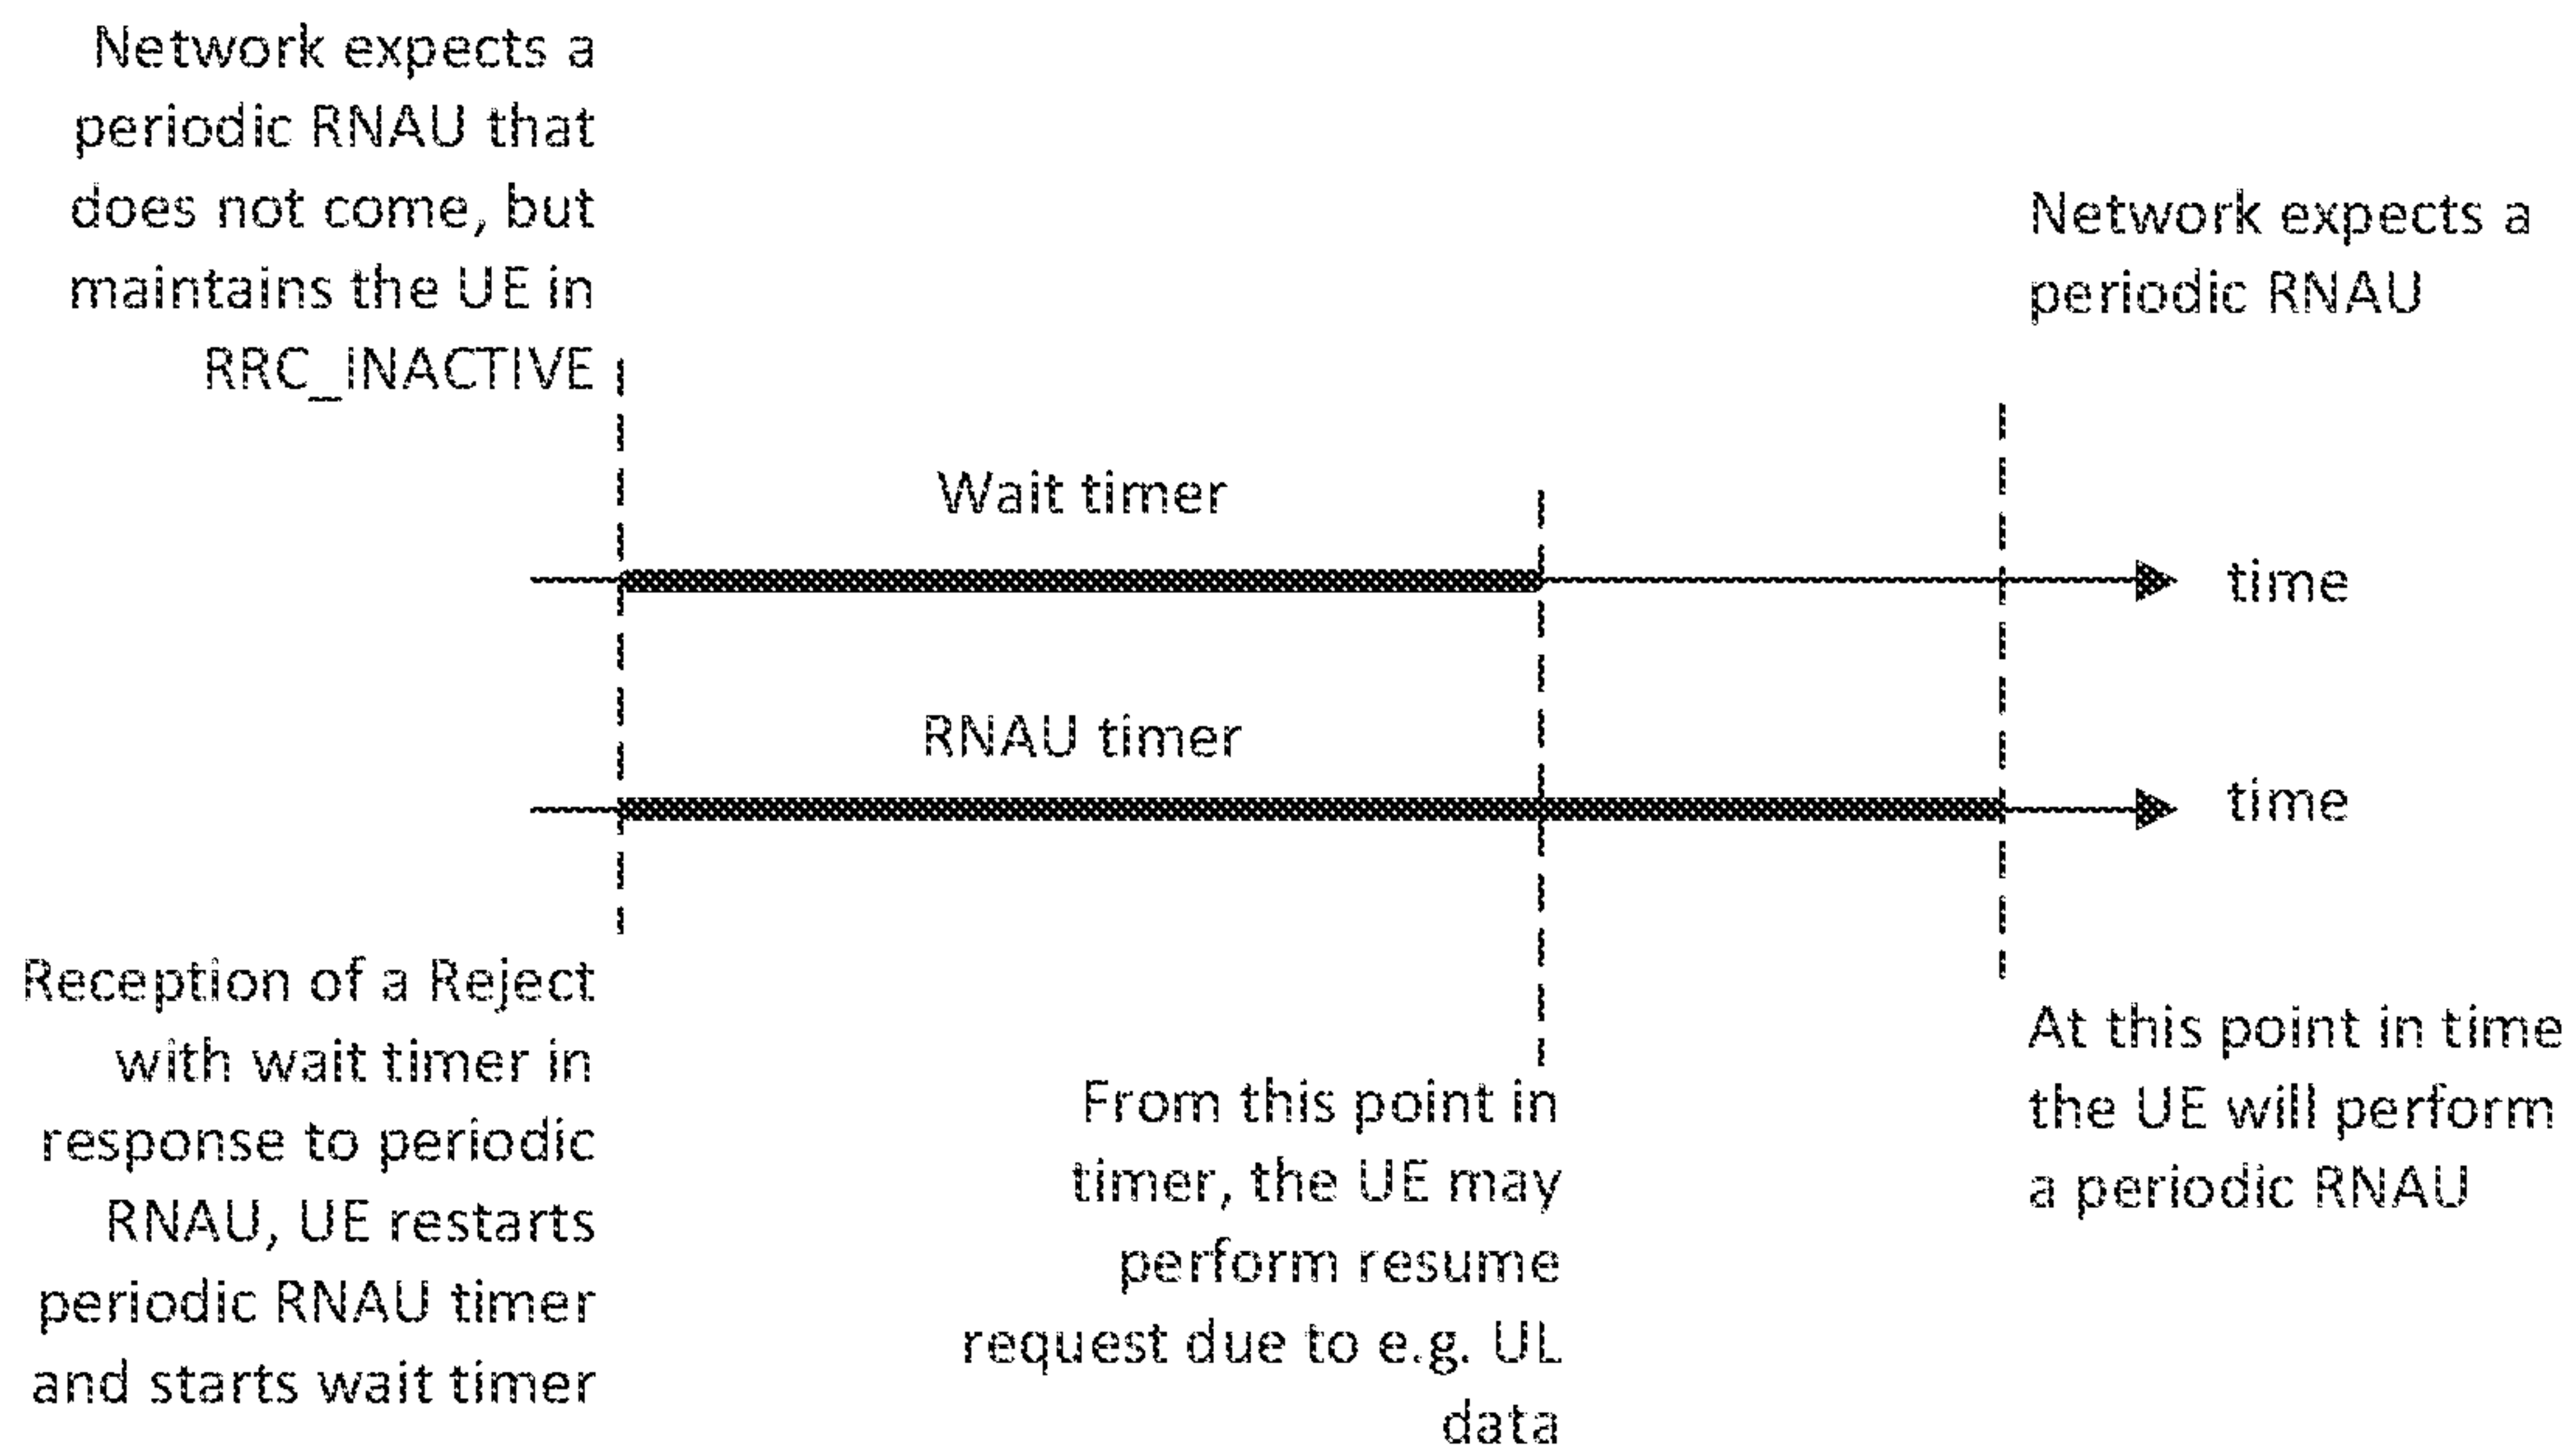 Network expects a
periodic RNAU that
does not come, but
maintains the UE in
RRC_INACTIVE
Network expects a
periodic RNAU
Wait timer
time
RNAU timer
time
Reception of a Reject
with wait timer in
response to periodic
RNAU, UE restarts
periodic RNAU timer
and starts wait timer
From this point in
timer, the UE may
perform resume
request due to e.g. UL
data
At this point in time
the UE will perform
a periodic RNAU